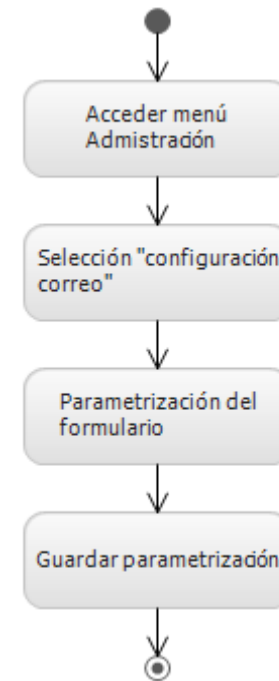 Acceder menú
Admistración
Selección "configuración
correo"
Parametrización del
formulario
Guardar parametrización